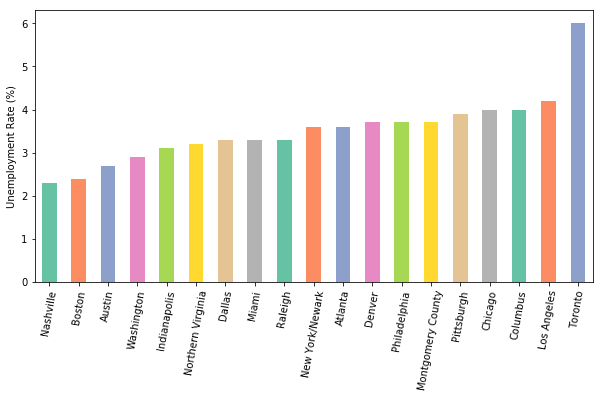 Unemployment Rate (%)
6
5
4
3
2
1
0
Nashville
Boston
Austin
Washington
Indianapolis
Northern Virginia
Dallas
Miami
Raleigh
New York/Newark
Atlanta
Denver
Philadelphia
Montgomery County
Pittsburgh
Chicago
Columbus
Los Angeles
Toronto